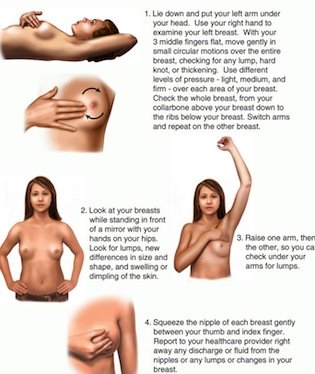 1. Lie down and put your left arm under
your head.  Use your right hand to
examine your left breast.  With your
3 middle fingers flat, move gently in
small circular motions over the entire
breast, checking for any lump, hard
knot, or thickening.  Use different
levels of pressure - light, medium, and
firm - over each area of your breast.
Check the whole breast, from your
collarbone above your breast down to
the ribs below your breast.  Switch arms
and repeat on the other breast.
2. Look at your breasts
while standing in front
of a mirror with your
hands on your hips.
Look for lumps, new
differences in size and
shape, and swelling or
dimpling of the skin.
3. Raise one arm, then
the other, so you can
check under your
arms for lumps.
4. Squeeze the nipple of each breast gently
between your thumb and index finger.
Report to your healthcare provider right
away any discharge or fluid from the
nipples or any lumps or changes in your
breast.